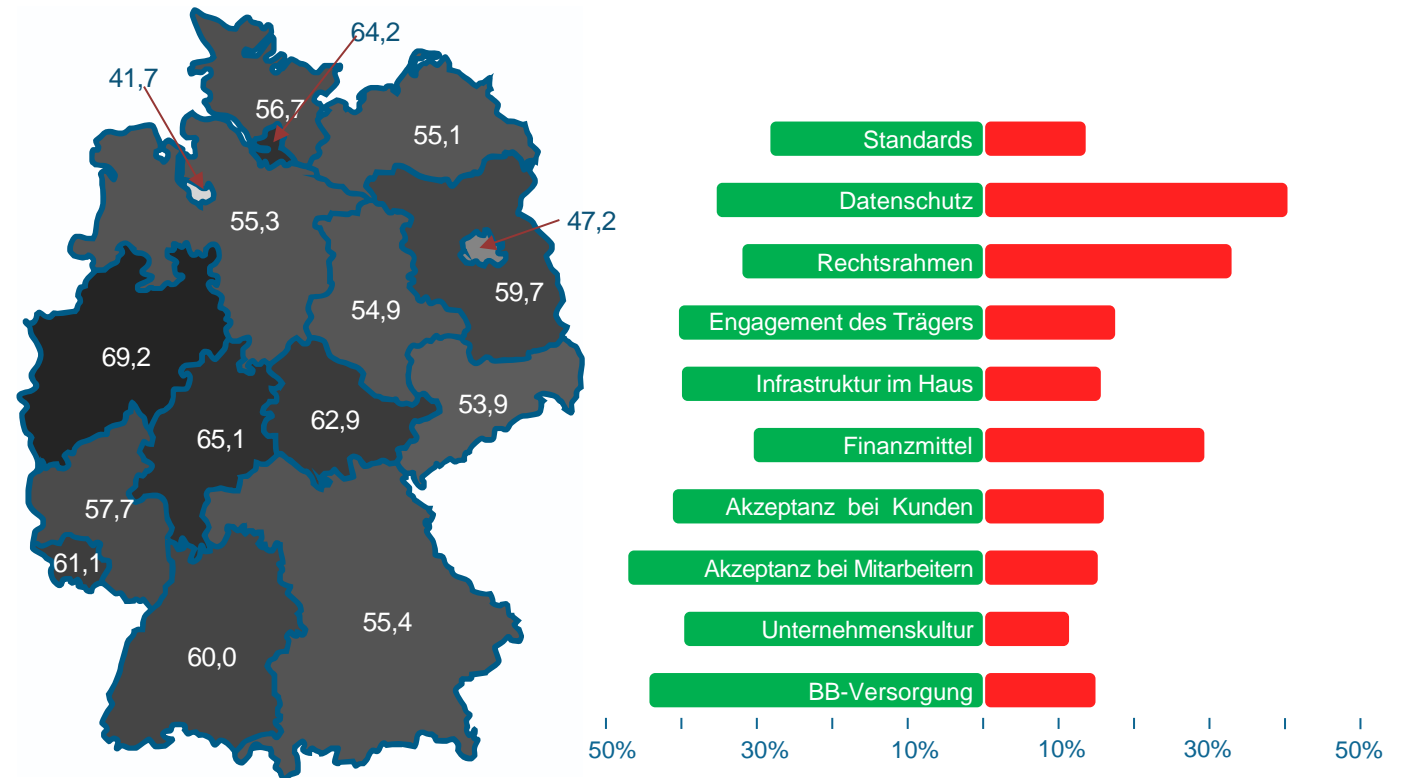 64,2
41,7
56,7
55,1
55,3
47,2
59,7
54,9
69,2
53,9
62,9
65,1
57,7
61,1
55,4
60,0
Standards
Datenschutz
Rechtsrahmen
Engagement des Trägers
Infrastruktur im Haus
Finanzmittel
Akzeptanz bei Kunden
Akzeptanz bei Mitarbeitern
Unternehmenskultur
BB-Versorgung
50% 30% 10% 10% 30% 50%